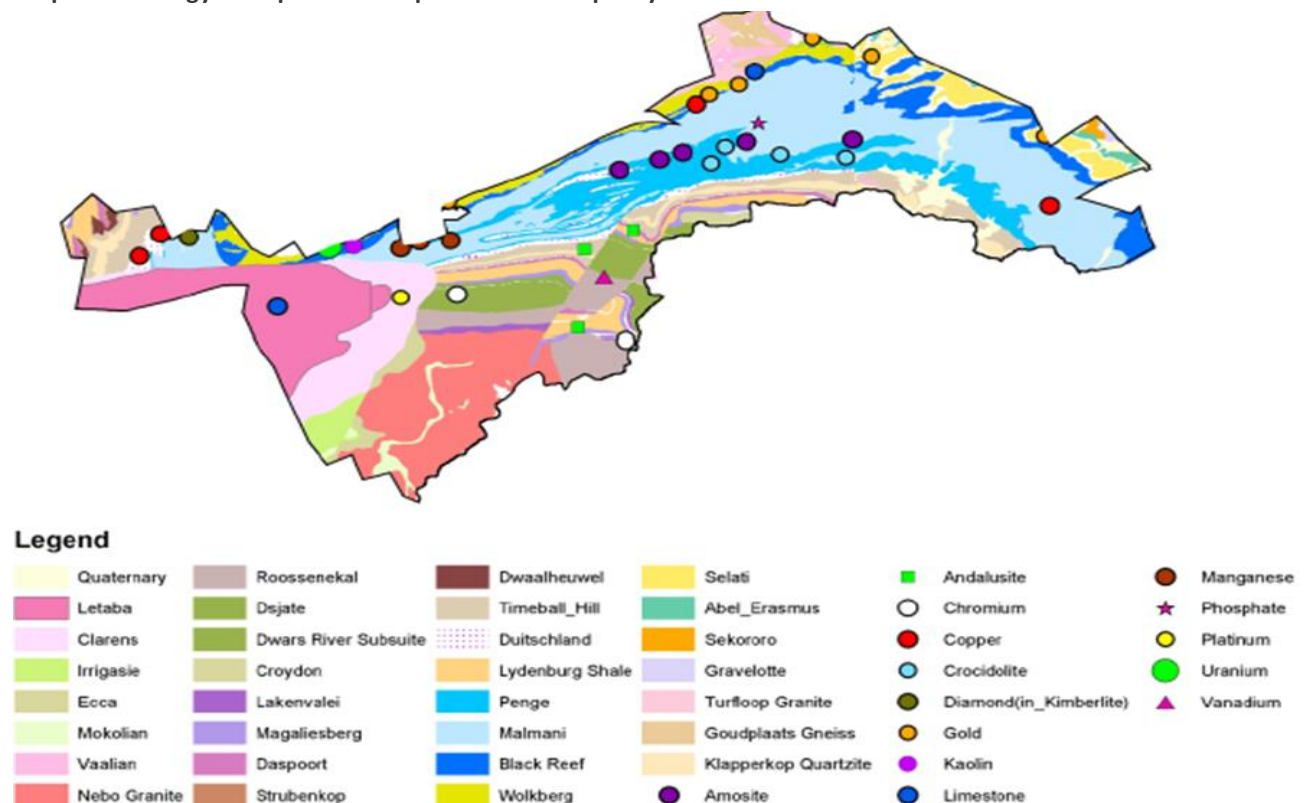 Legend
Quaternary
Letaba
Clarens
Irrigasie
Ecca
Mokolian
Vaalian
Nebo Granite
Roossenekal
Dsjate
Dwars River Subsuite
Croydon
Lakenvalei
Magaliesberg
Daspoort
Strubenkop
Dwaalheuwel
Timeball_Hill
Duitschland
Lydenburg Shale
Penge
Malmani
Black Reef
Wolkberg
Selati
Abel_Erasmus
Sekororo
Gravelotte
Turfloop Granite
Goudplaats Gneiss
Klapperkop Quartzite
Amosite
Andalusite
Chromium
Copper
Crocidolite
Diamond(in_Kimberlite)
Gold
Kaolin
Limestone
Manganese
Phosphate
Platinum
Uranium
Vanadium